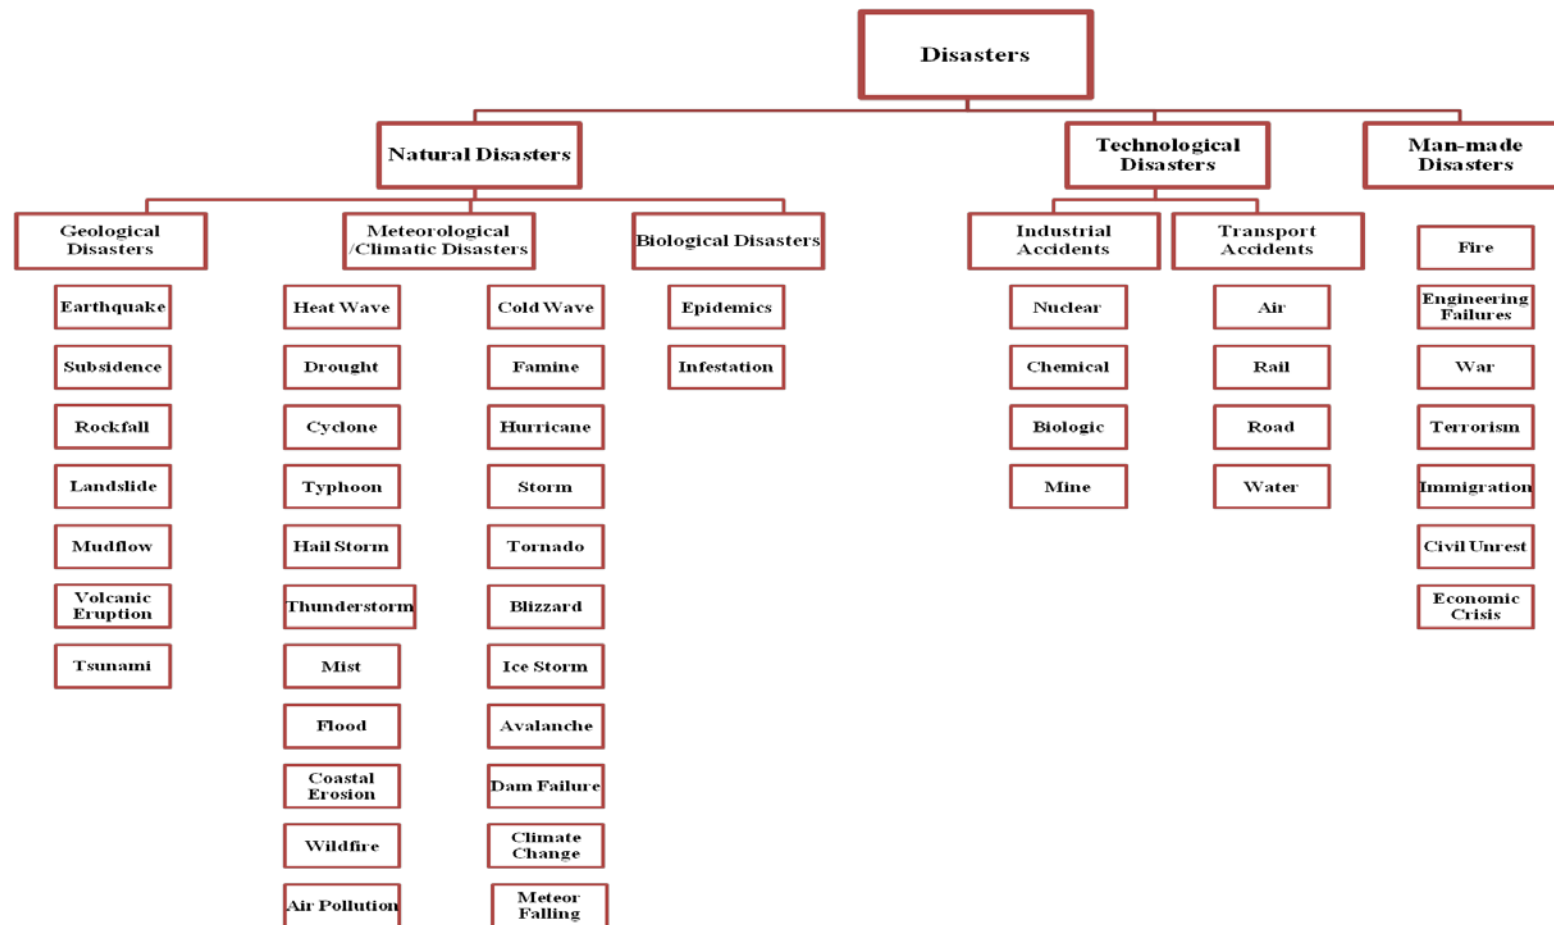 Disasters
Natural Disasters
Technological
Disasters
Man-made
Disasters
Geological
Disasters
Meteorological
/Climatic Disasters
Biological Disasters
Industrial
Accidents
Transport
Accidents
Earthquake
Subsidence
Rockfall
Landslide
Mudflow
Volcanic
Eruption
Tsunami
Heat Wave
Drought
Cyclone
Typhoon
Hail Storm
Thunderstorm
Mist
Flood
Coastal
Erosion
Wildfire
Air Pollution
Cold Wave
Famine
Hurricane
Storm
Tornado
Blizzard
Ice Storm
Avalanche
Dam Failure
Climate
Change
Meteor
Falling
Epidemics
Infestation
Nuclear
Chemical
Biologic
Mine
Air
Rail
Road
Water
Fire
Engineering
Failures
War
Terrorism
Immigration
Civil Unrest
Economic
Crisis